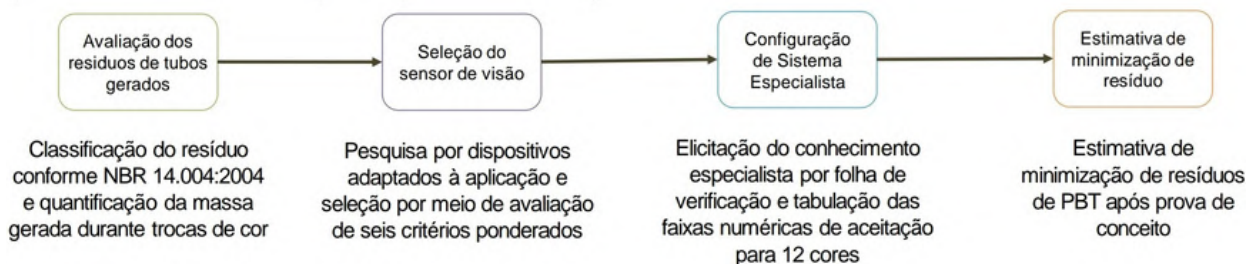 Avaliação dos
residuos de tubos
gerados
Seleção do
sensor de visão
Configuração
de Sistema
Especialista
Estimativa de
minimização de
resíduo
Classificação do resíduo
conforme NBR 14.004:2004
e quantificação da massa
gerada durante trocas de cor
Pesquisa por dispositivos
adaptados à aplicação e
seleção por meio de avaliação
de seis critérios ponderados
Elicitação do conhecimento
especialista por folha de
verificação e tabulação das
faixas numéricas de aceitação
para 12 cores
Estimativa de
minimização de resíduos
de PBT após prova de
conceito